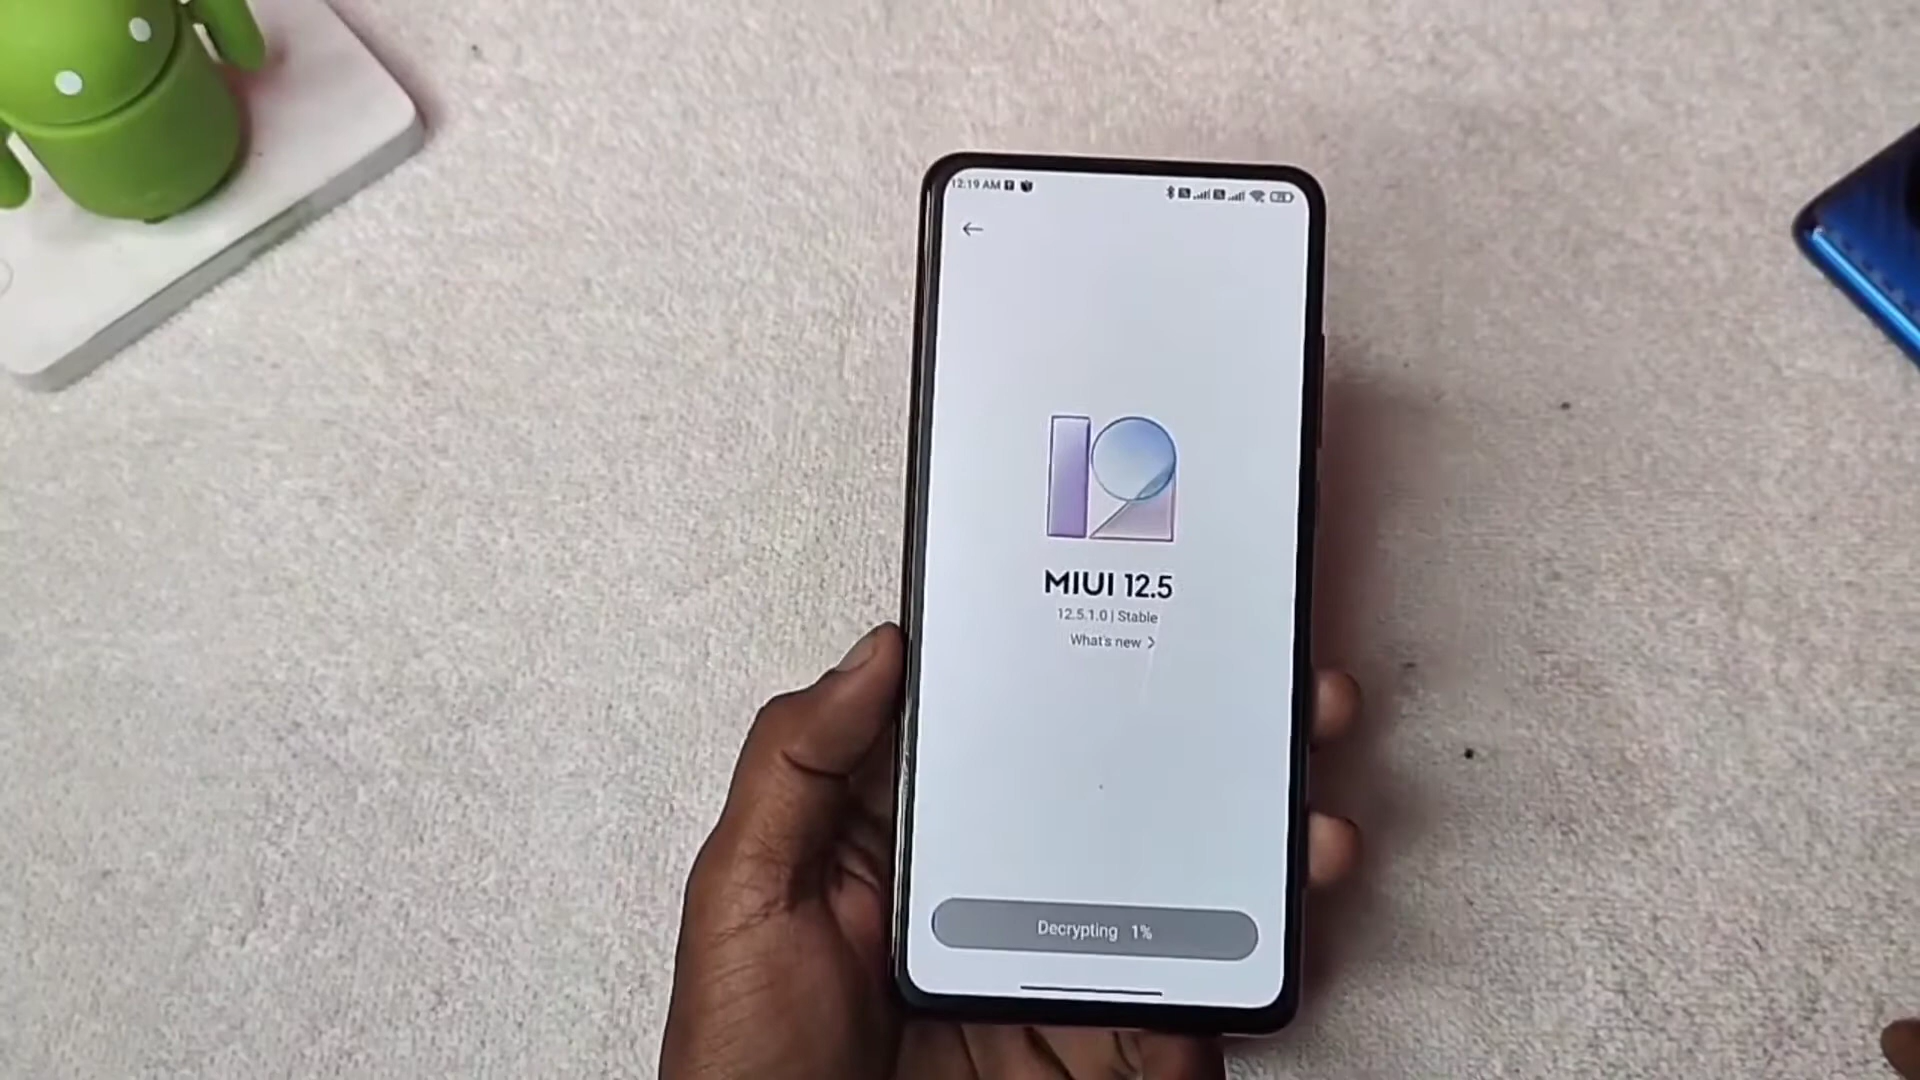 12:19 AM
MIUI 12.5
12.5.1.0 | Stable
What's new >
Decrypting 1%